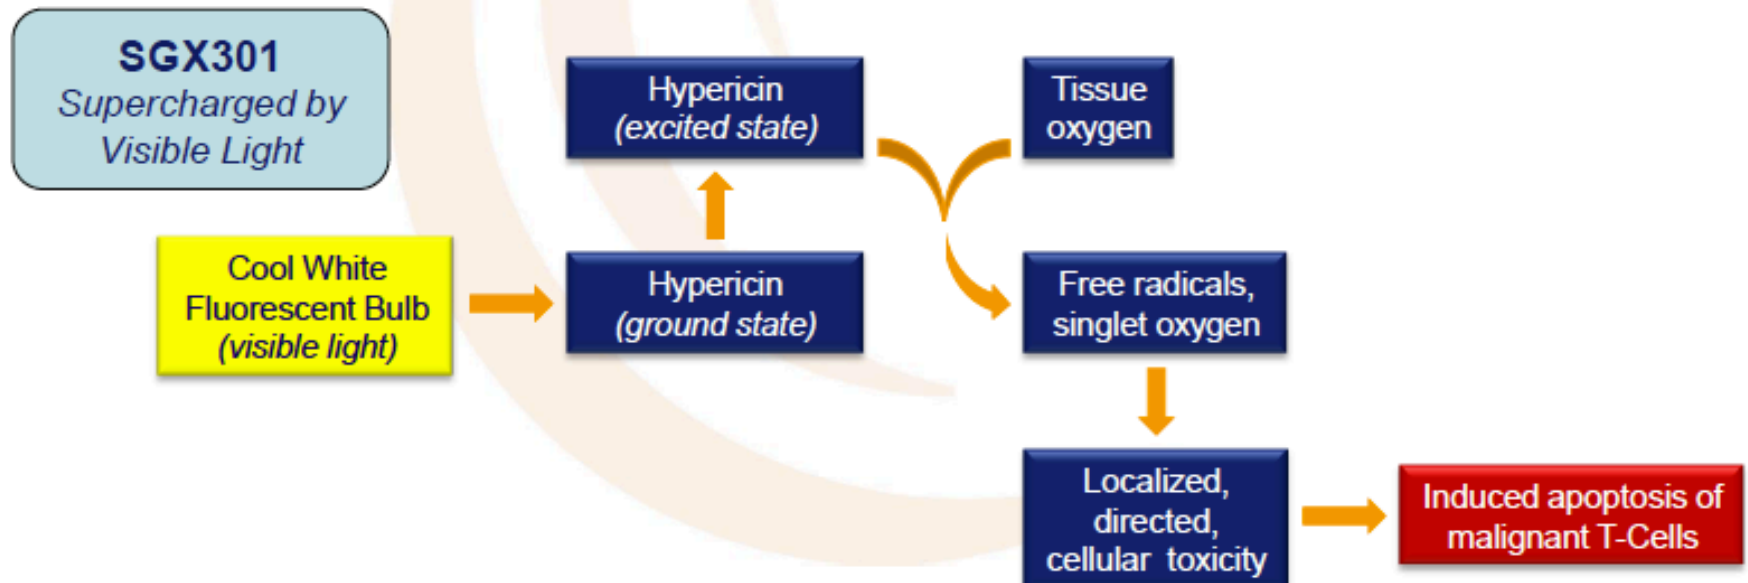 SGX301
Supercharged by
Visible Light
Hypericin
(excited state)
Tissue
oxygen
Cool White
Fluorescent Bulb
(visible light)
Hypericin
(ground state)
Free radicals,
singlet oxygen
Localized,
directed,
cellular toxicity
Induced apoptosis of
malignant T-Cells